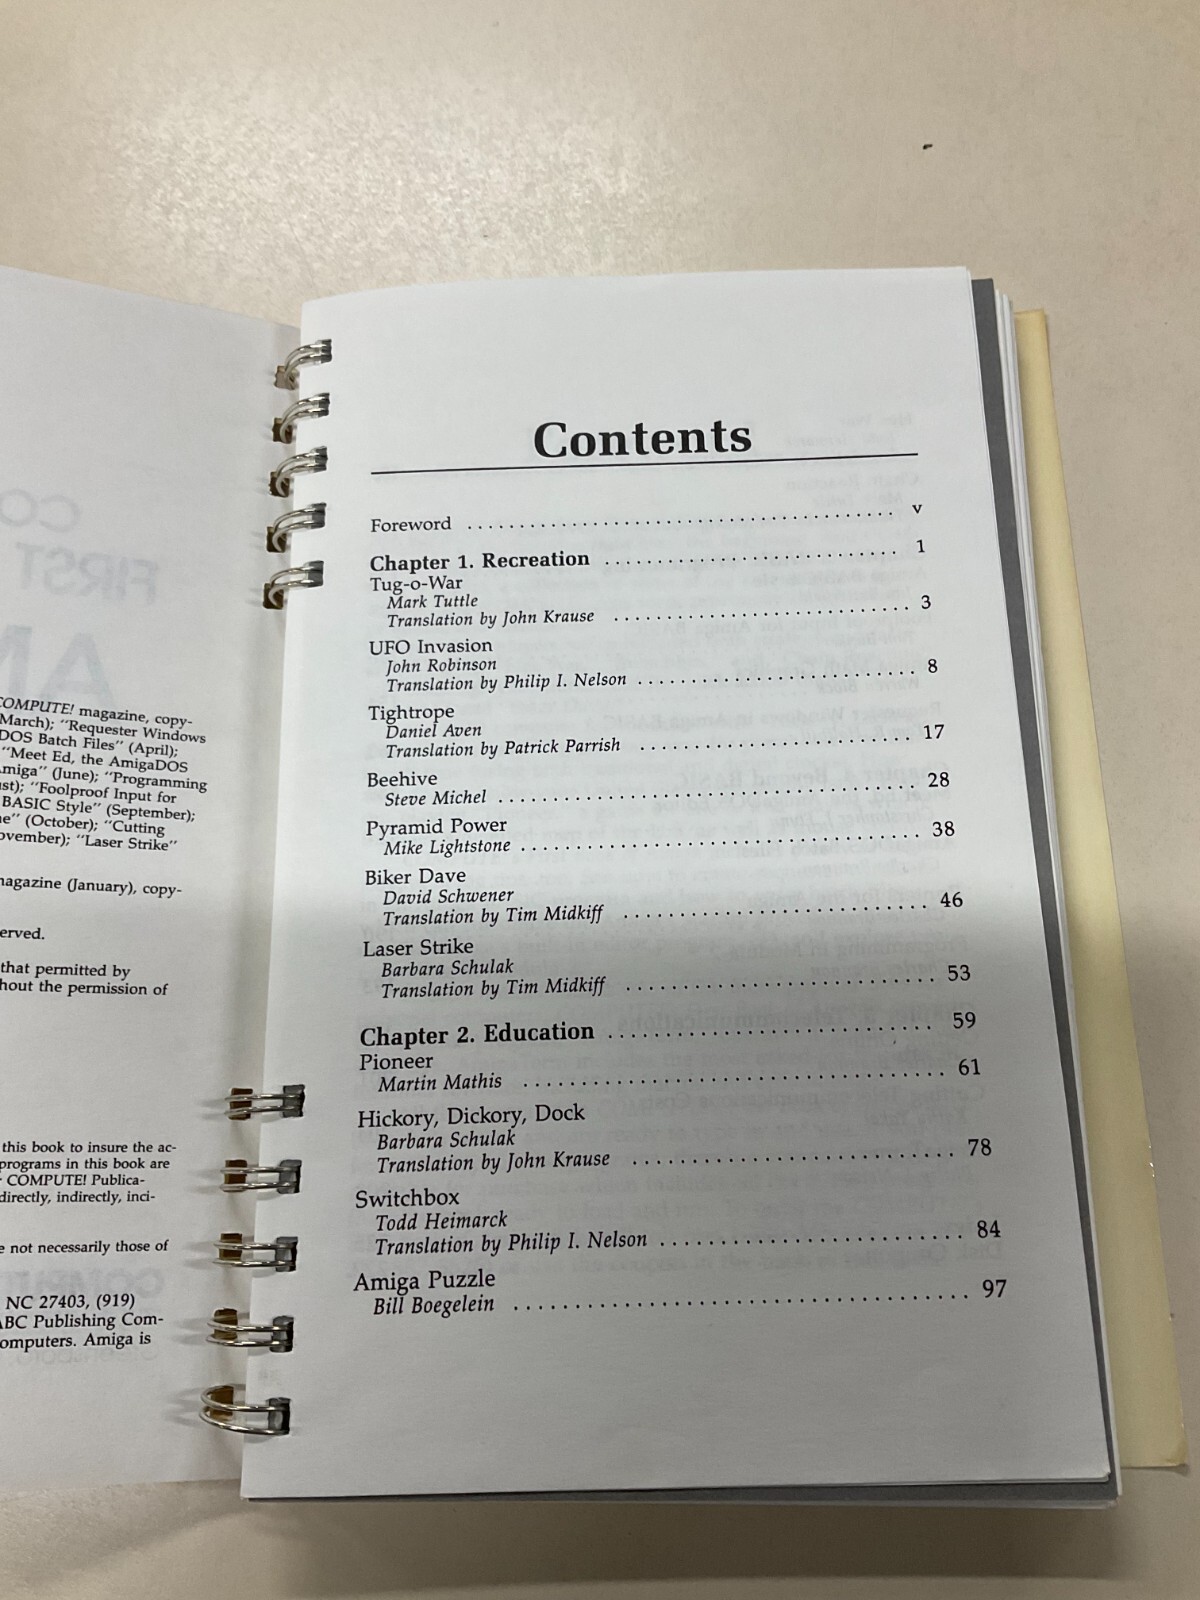 COMPUTE! magazine, copy-
March); "Requester Windows
DOS Batch Files" (April);
"Meet Ed, the AmigaDOS
miga" (June); "Programming
st); "Foolproof Input for
BASIC Style" (September);
e" (October); "Cutting
ovember); "Laser Strike"
agazine (January), copy-
erved.
that permitted by
hout the permission of
this book to insure the ac-
programs in this book are
COMPUTE! Publica-
directly, indirectly, inci-
e not necessarily those of
NC 27403, (919)
ABC Publishing Com-
omputers. Amiga is
Contents
Foreword .......... v
Chapter 1. Recreation .......... 1
Tug-o-War
Mark Tuttle
Translation by John Krause .......... 3
UFO Invasion
John Robinson
Translation by Philip I. Nelson .......... 8
Tightrope
Daniel Aven
Translation by Patrick Parrish .......... 17
Beehive
Steve Michel .......... 28
Pyramid Power
Mike Lightstone .......... 38
Biker Dave
David Schwener
Translation by Tim Midkiff .......... 46
Laser Strike
Barbara Schulak
Translation by Tim Midkiff .......... 53
Chapter 2. Education .......... 59
Pioneer
Martin Mathis .......... 61
Hickory, Dickory, Dock
Barbara Schulak
Translation by John Krause .......... 78
Switchbox
Todd Heimarck
Translation by Philip I. Nelson .......... 84
Amiga Puzzle
Bill Boegelein .......... 97